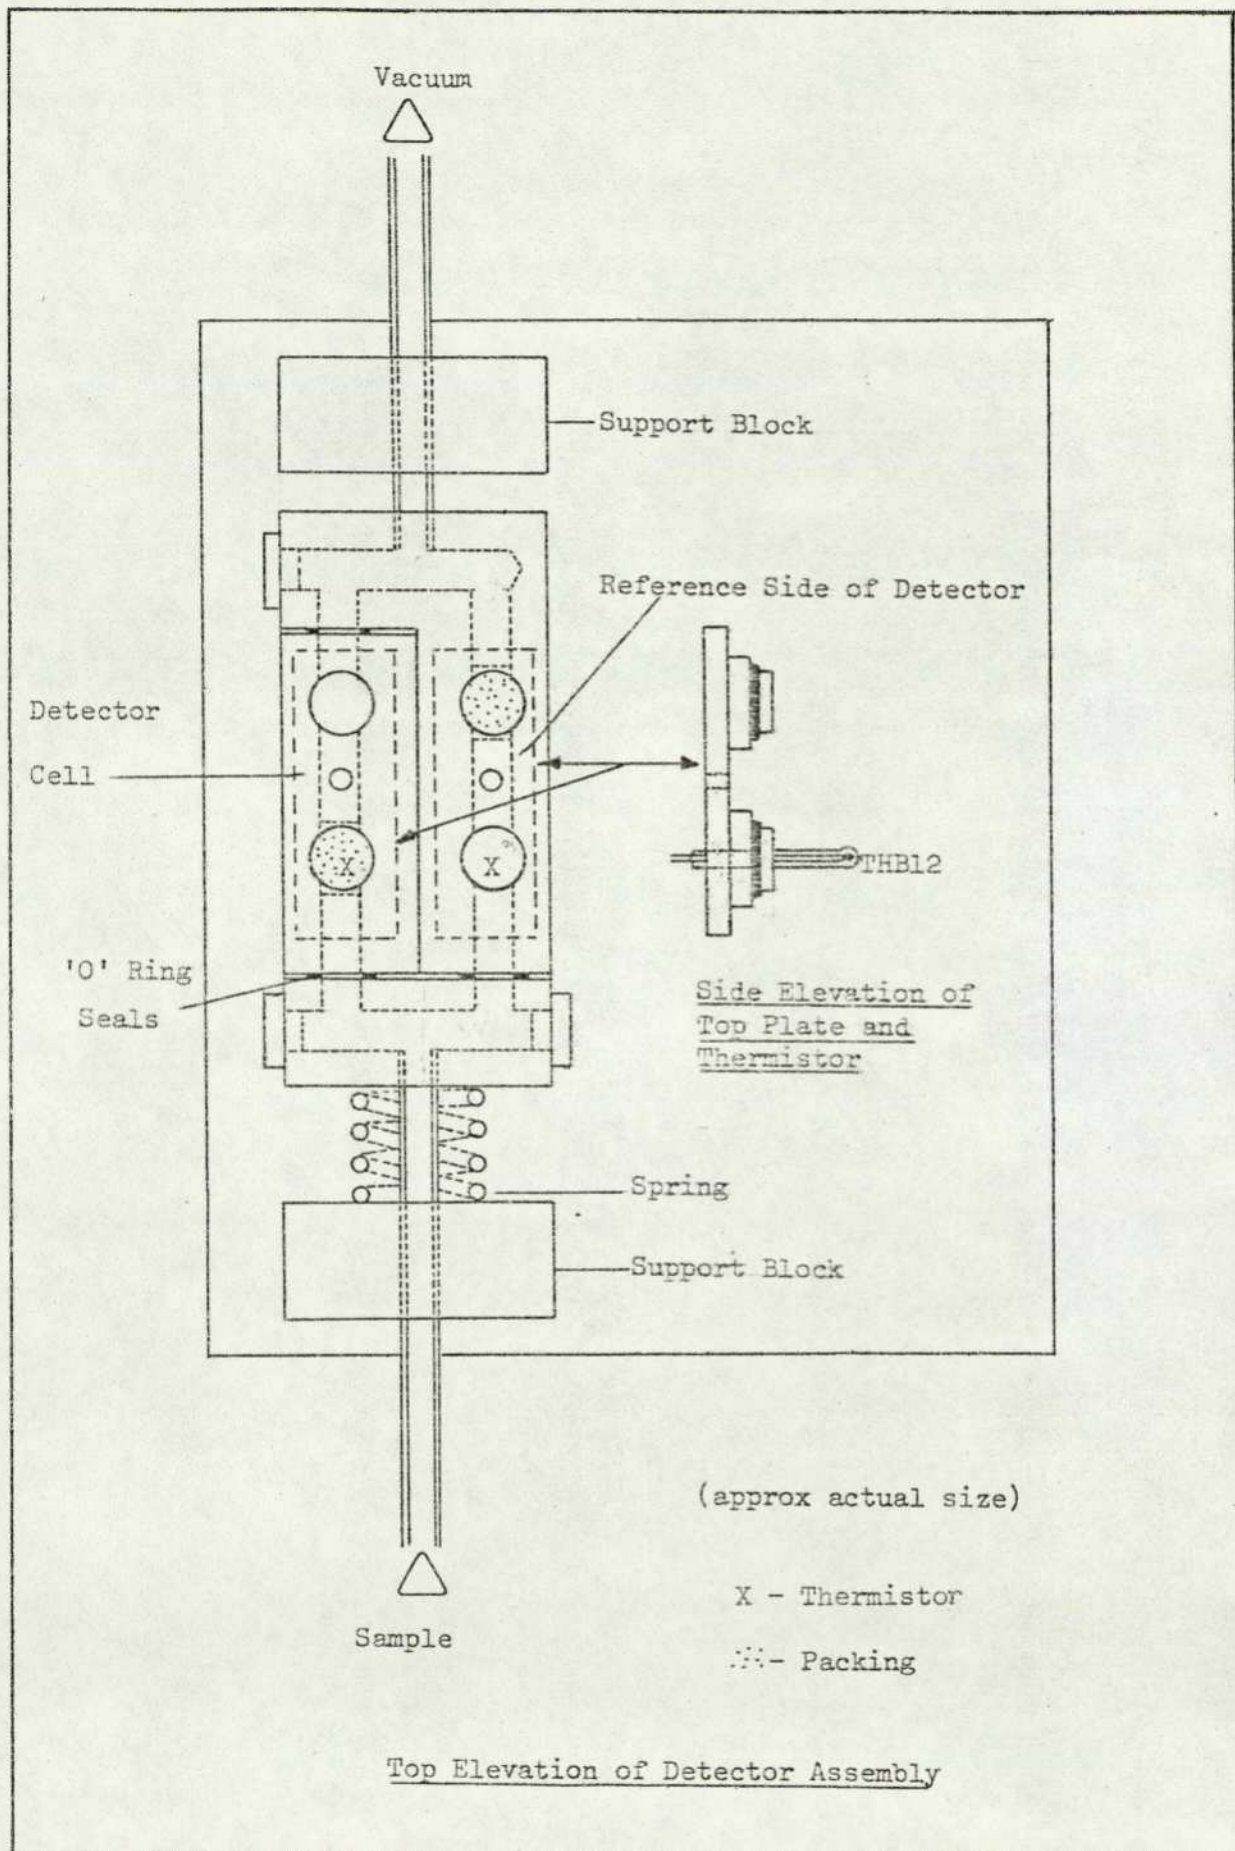 Vacuum
Support Block
Reference Side of Detector
Detector
Cell
X
X
THB12
'O' Ring
Seals
Side Elevation of
Top Plate and
Thermistor
Spring
Support Block
(approx actual size)
X - Thermistor
Sample
- Packing
Top Elevation of Detector Assembly